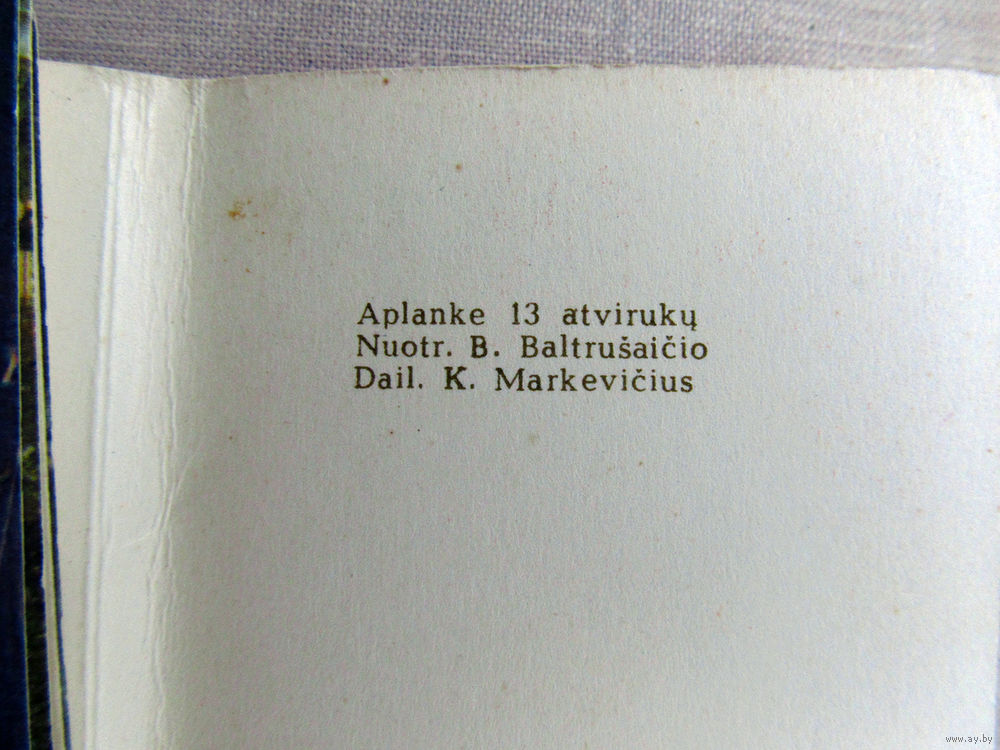 Aplanke 13 atvirukų
Nuotr. B. Baltrušaičio
Dail. K. Markevičius
www.ay.by